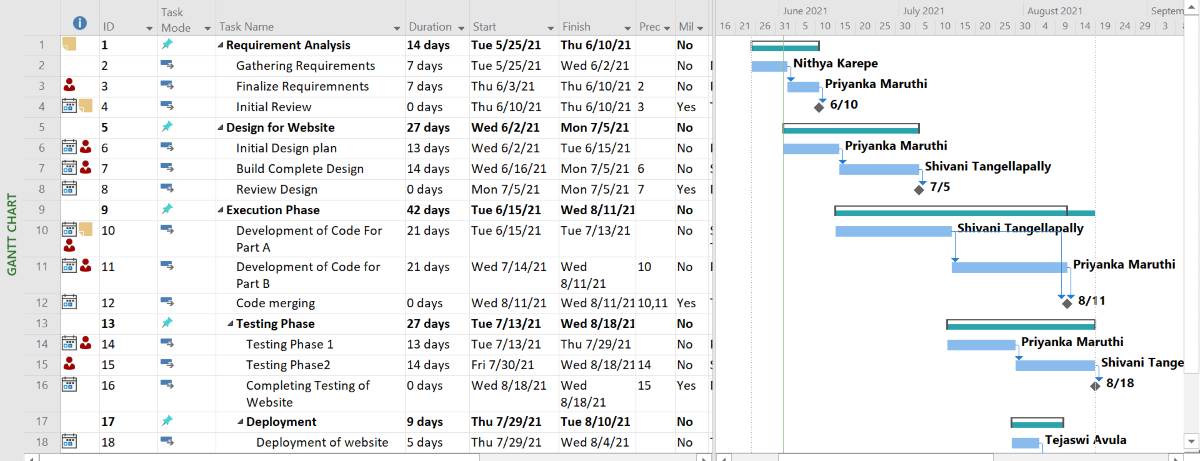 June 2021 July 2021 August 2021 Septem
ID Task Mode Task Name Duration Start Finish Prec Mil 16 21 26 31 5 10 15 20 25 30 5 10 15 20 25 30 4 9 14 19 24 29 3 8
1 1 Requirement Analysis 14 days Tue 5/25/21 Thu 6/10/21 No
2 2 Gathering Requirements 7 days Tue 5/25/21 Wed 6/2/21 No Nithya Karepe
3 3 Finalize Requiremnents 7 days Thu 6/3/21 Thu 6/10/21 2 No Priyanka Maruthi
4 4 Initial Review 0 days Thu 6/10/21 Thu 6/10/21 3 Yes 6/10
5 5 Design for Website 27 days Wed 6/2/21 Mon 7/5/21 No
6 6 Initial Design plan 13 days Wed 6/2/21 Tue 6/15/21 No Priyanka Maruthi
7 7 Build Complete Design 14 days Wed 6/16/21 Mon 7/5/21 6 No Shivani Tangellapally
8 8 Review Design 0 days Mon 7/5/21 Mon 7/5/21 7 Yes 7/5
9 9 Execution Phase 42 days Tue 6/15/21 Wed 8/11/21 No
10 10 Development of Code For 21 days Tue 6/15/21 Tue 7/13/21 No Shivani Tangellapally
Part A
11 11 Development of Code for 21 days Wed 7/14/21 Wed 10 No Priyanka Maruthi
Part B 8/11/21
12 12 Code merging 0 days Wed 8/11/21 Wed 8/11/21 10,11 Yes 8/11
13 13 Testing Phase 27 days Tue 7/13/21 Wed 8/18/21 No
14 14 Testing Phase 1 13 days Tue 7/13/21 Thu 7/29/21 No Priyanka Maruthi
15 15 Testing Phase2 14 days Fri 7/30/21 Wed 8/18/21 14 No Shivani Tange
16 16 Completing Testing of 0 days Wed 8/18/21 Wed 15 Yes 8/18
Website 8/18/21
17 17 Deployment 9 days Thu 7/29/21 Tue 8/10/21 No
18 18 Deployment of website 5 days Thu 7/29/21 Wed 8/4/21 No Tejaswi Avula
GANTT CHART